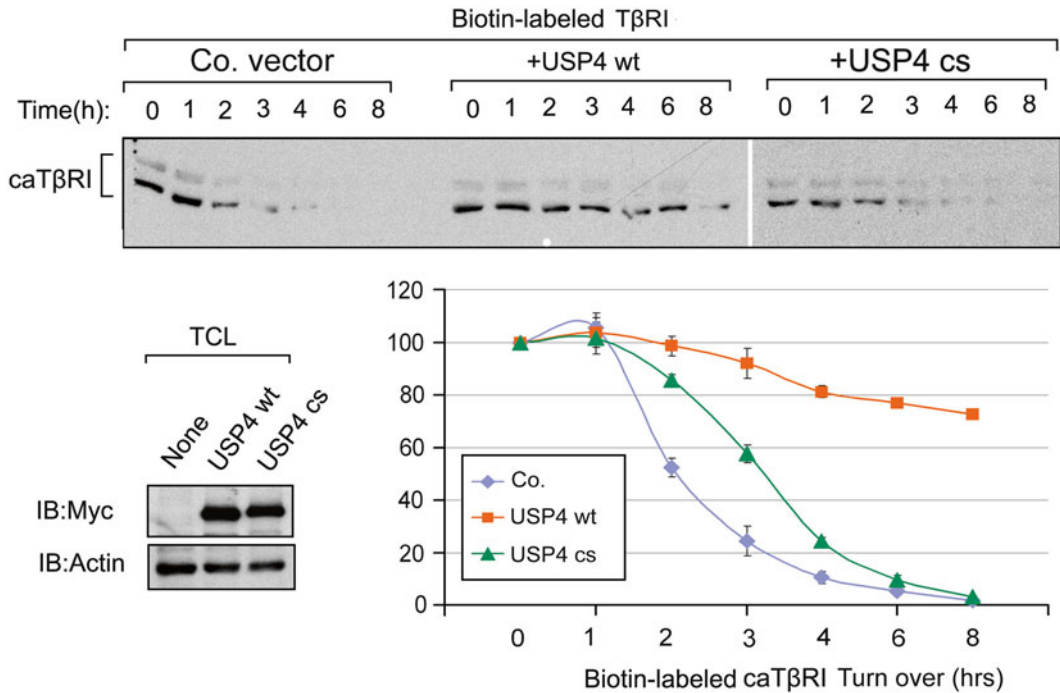 Biotin-labeled TβRI
Co. vector +USP4 wt +USP4 cs
Time(h): 0 1 2 3 4 6 8 0 1 2 3 4 6 8 0 1 2 3 4 6 8
caTβRI
TCL
None USP4 wt USP4 cs
IB:Myc
IB:Actin
120
100
80
60
40
20
0
Co.
USP4 wt
USP4 cs
0 1 2 3 4 6 8
Biotin-labeled caTβRI Turn over (hrs)